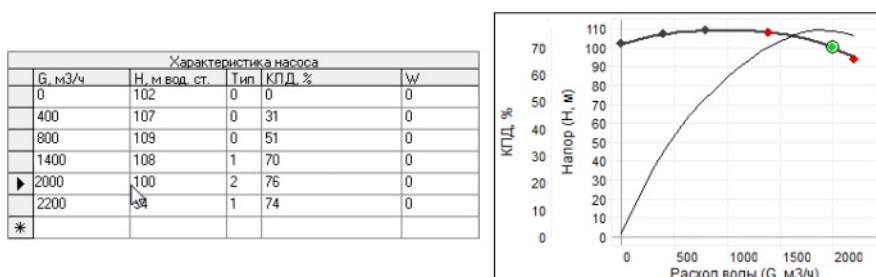 Характеристика насоса
G, м3/ч H, м вод. ст. Тип КПД, % W
0 102 0 0 0
400 107 0 31 0
800 109 0 51 0
1400 108 1 70 0
2000 100 2 76 0
2200 94 1 74 0
КПД, %
70
60
50
40
30
20
10
0
Напор (H, м)
110
100
90
80
70
60
50
40
30
20
10
0
0 500 1000 1500 2000
Расход воды (G, м3/ч)